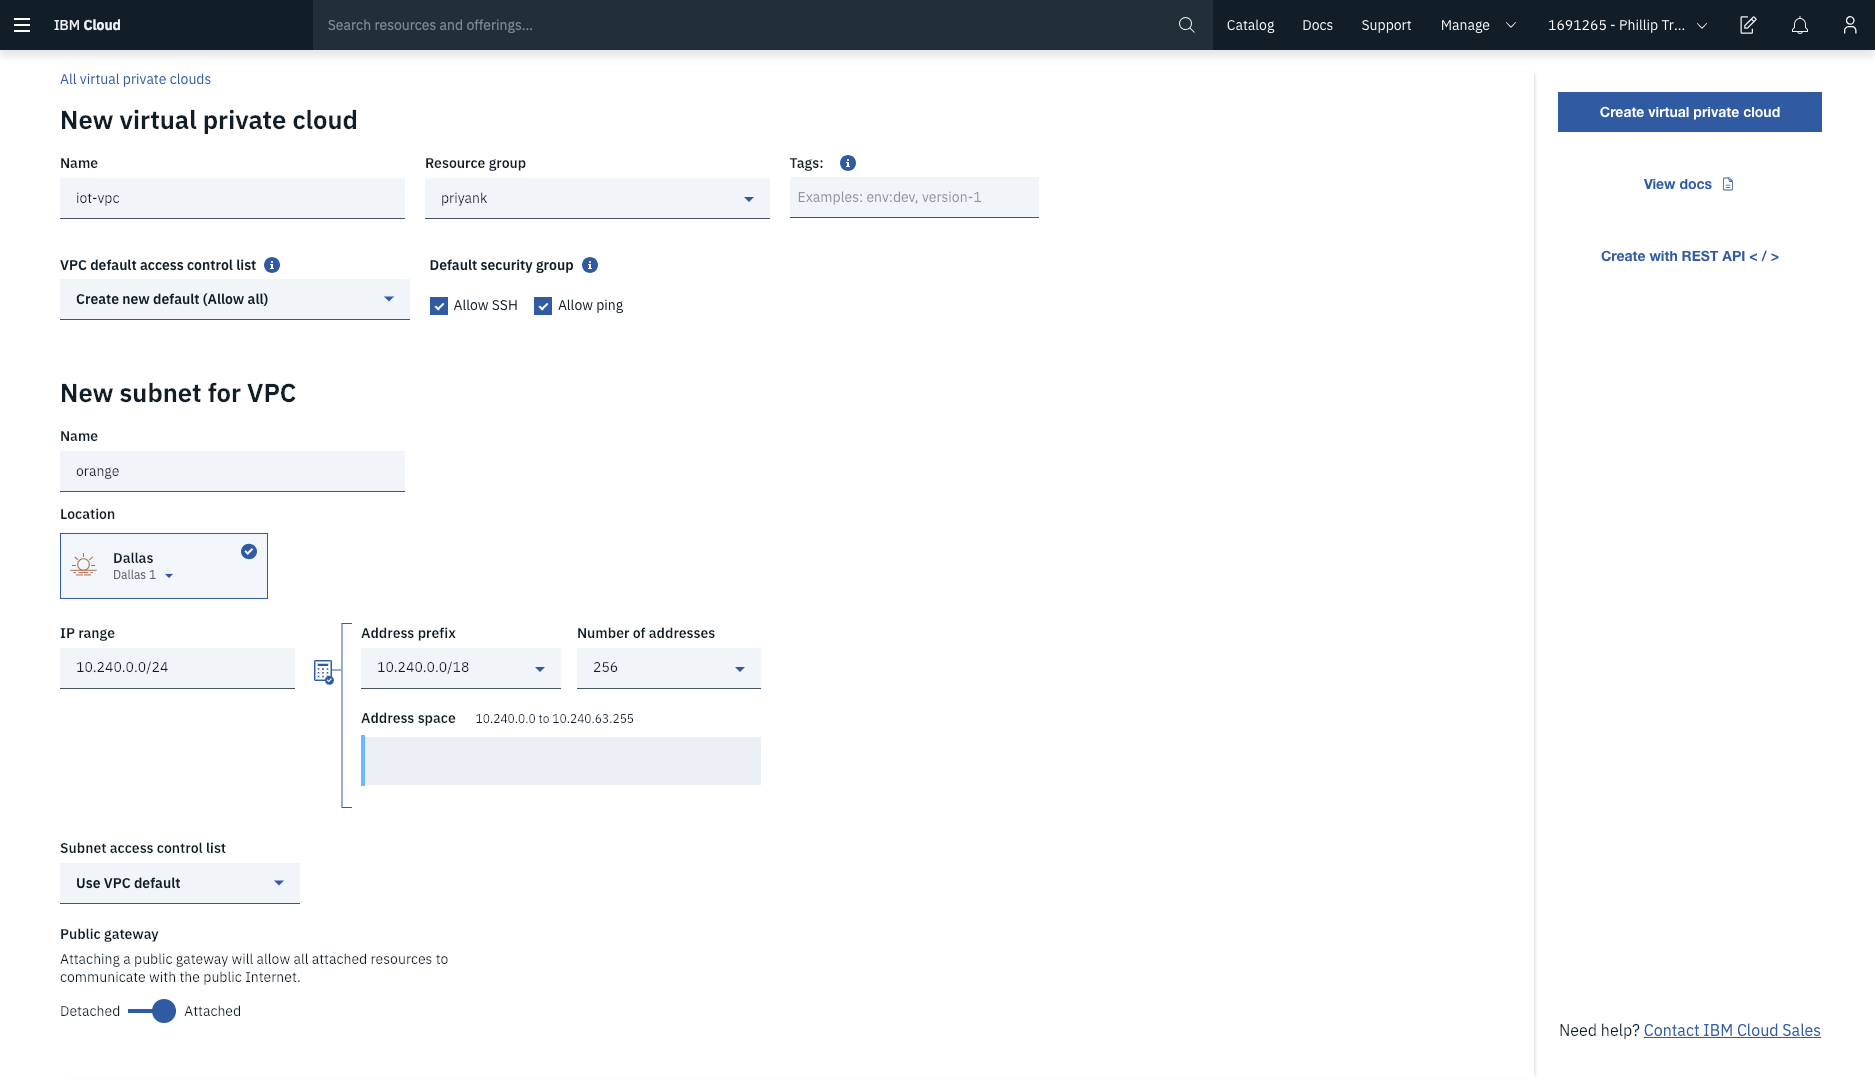 IBM Cloud
Search resources and offerings...
Catalog
Docs
Support
Manage
1691265 - Phillip Tr...
All virtual private clouds
New virtual private cloud
Name
Resource group
Tags:
iot-vpc
priyank
Examples: env:dev, version-1
VPC default access control list
Default security group
Create new default (Allow all)
Allow SSH
Allow ping
New subnet for VPC
Name
orange
Location
Dallas
Dallas 1
IP range
Address prefix
Number of addresses
10.240.0.0/24
10.240.0.0/18
256
Address space
10.240.0.0 to 10.240.63.255
Subnet access control list
Use VPC default
Public gateway
Attaching a public gateway will allow all attached resources to
communicate with the public Internet.
Detached
Attached
Create virtual private cloud
View docs
Create with REST API < / >
Need help? Contact IBM Cloud Sales